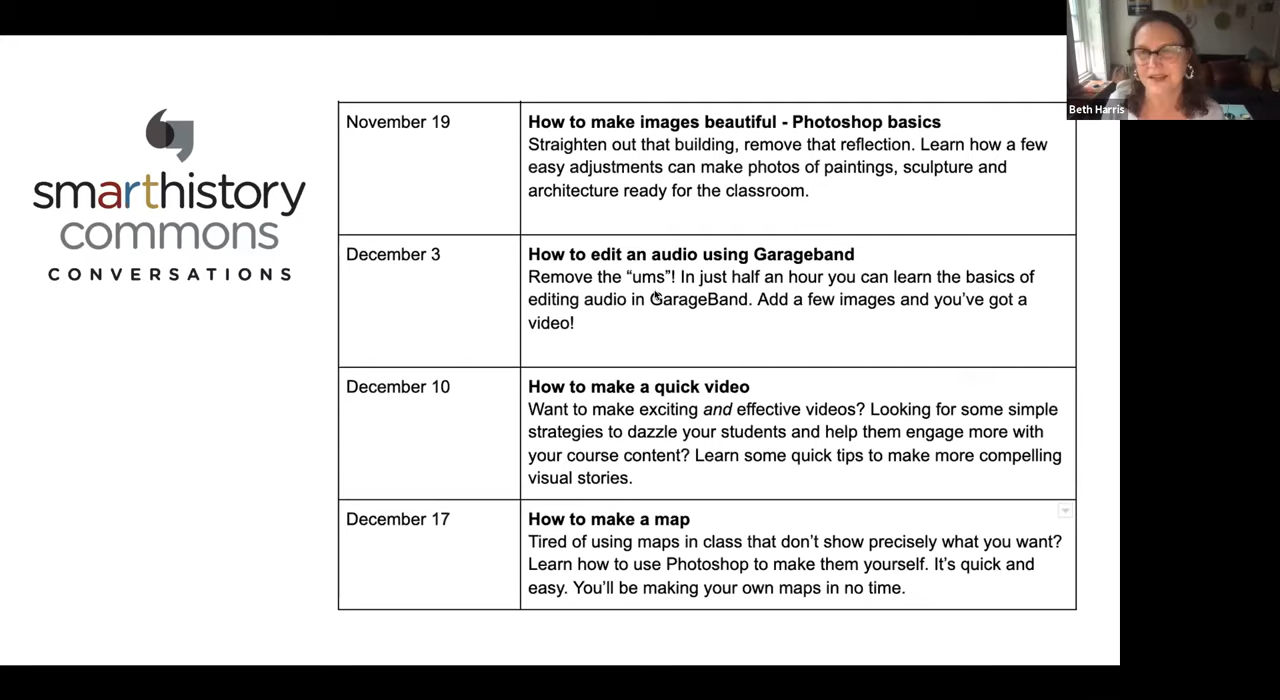 Beth Harris
smarthistory
commons
CONVERSATIONS
November 19
How to make images beautiful - Photoshop basics
Straighten out that building, remove that reflection. Learn how a few
easy adjustments can make photos of paintings, sculpture and
architecture ready for the classroom.
December 3
How to edit an audio using Garageband
Remove the “ums”! In just half an hour you can learn the basics of
editing audio in GarageBand. Add a few images and you’ve got a
video!
December 10
How to make a quick video
Want to make exciting and effective videos? Looking for some simple
strategies to dazzle your students and help them engage more with
your course content? Learn some quick tips to make more compelling
visual stories.
December 17
How to make a map
Tired of using maps in class that don’t show precisely what you want?
Learn how to use Photoshop to make them yourself. It’s quick and
easy. You’ll be making your own maps in no time.